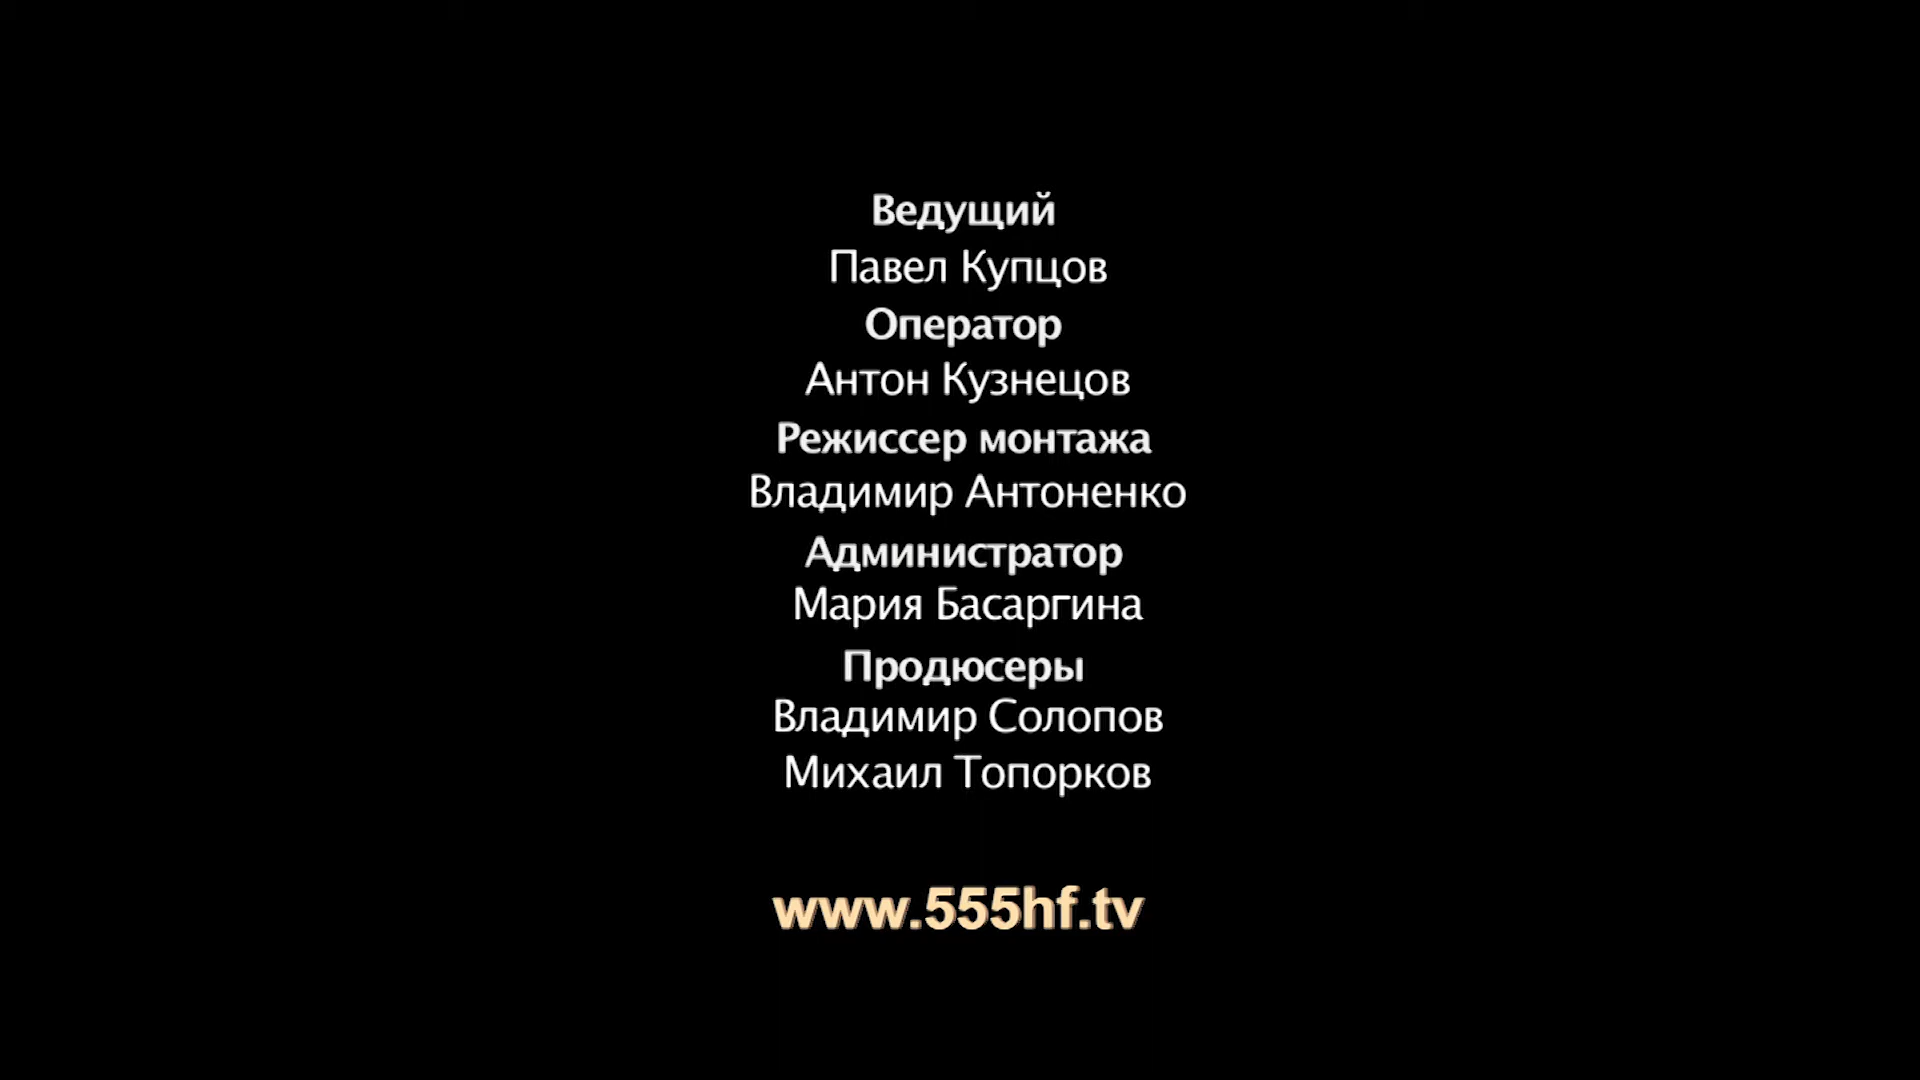 Ведущий
Павел Купцов
Оператор
Антон Кузнецов
Режиссер монтажа
Владимир Антоненко
Администратор
Мария Басаргина
Продюсеры
Владимир Солопов
Михаил Топорков
www.555hf.tv